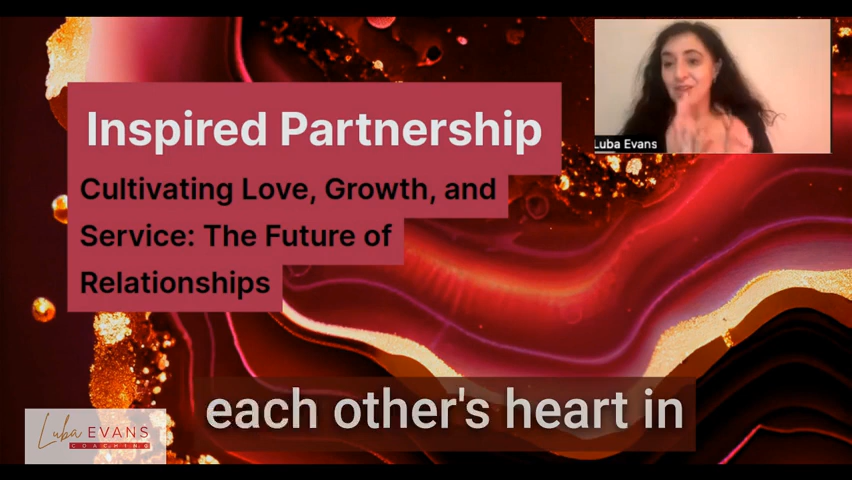 Inspired Partnership
Cultivating Love, Growth, and
Service: The Future of
Relationships
Luba Evans
each other's heart in
Luba EVANS
COACHING